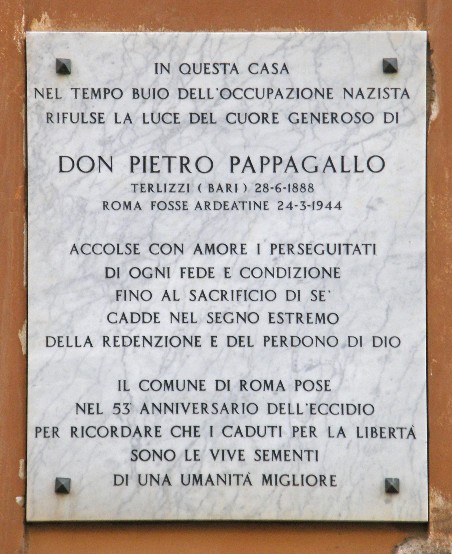 IN QUESTA CASA
NEL TEMPO BUIO DELL'OCCUPAZIONE NAZISTA
RIFULSE LA LUCE DEL CUORE GENEROSO DI
DON PIETRO PAPPAGALLO
TERLIZZI (BARI) 28-6-1888
ROMA FOSSE ARDEATINE 24-3-1944
ACCOLSE CON AMORE I PERSEGUITATI
DI OGNI FEDE E CONDIZIONE
FINO AL SACRIFICIO DI SE'
CADDE NEL SEGNO ESTREMO
DELLA REDENZIONE E DEL PERDONO DI DIO
IL COMUNE DI ROMA POSE
NEL 53° ANNIVERSARIO DELL'ECCIDIO
PER RICORDARE CHE I CADUTI PER LA LIBERTÀ
SONO LE VIVE SEMENTI
DI UNA UMANITÀ MIGLIORE